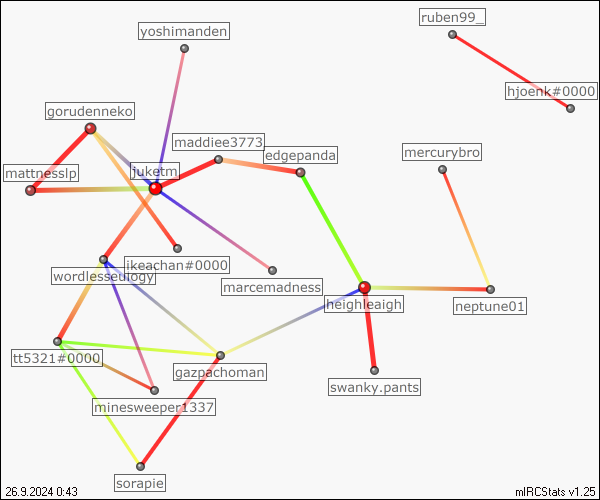 ruben99_
yoshimanden
hjoenk#0000
gorudenneko
maddiee3773
edgepanda
mercurybro
mattnesslp
juketm
ikeachan#0000
wordlesseulogy
marcemadness
heighleaigh
neptune01
tt5321#0000
gazpachoman
swanky.pants
minesweeper1337
sorapie
26.9.2024 0:43
mIRCStats v1.25